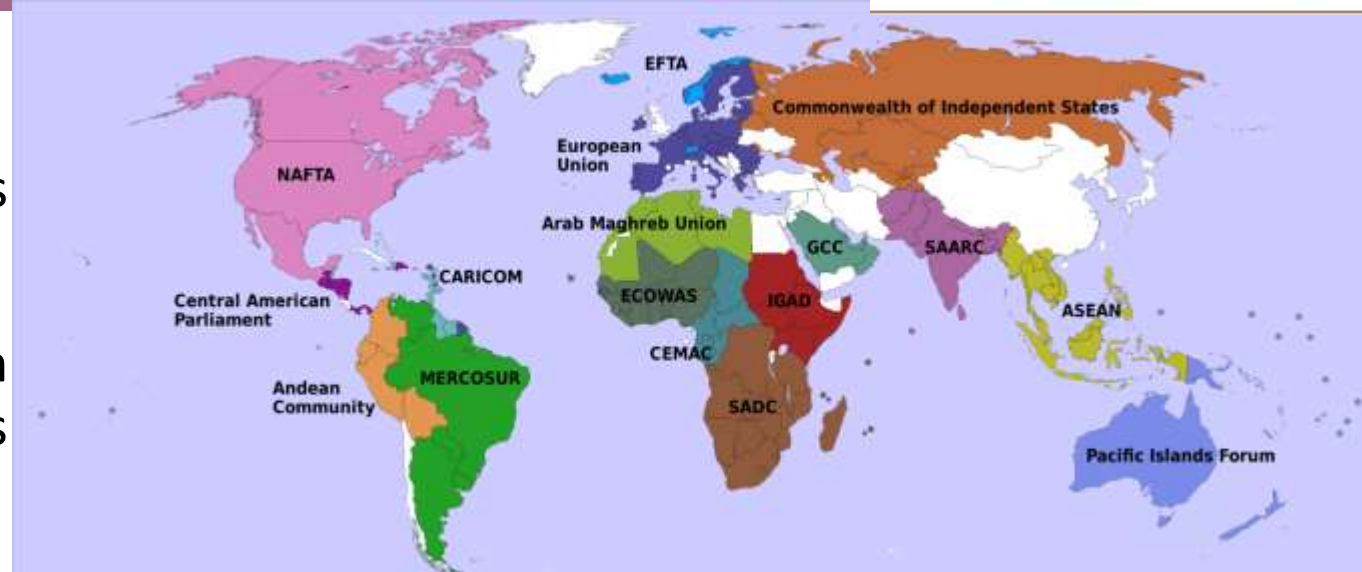 EFTA
Commonwealth of Independent States
European
Union
NAFTA
s
Arab Maghreb Union
GCC
SAARC
CARICOM
ECOWAS
IGAD
Central American
Parliament
ASEAN
CEMAC
n
MERCOSUR
Andean
Community
SADC
s
Pacific Islands Forum